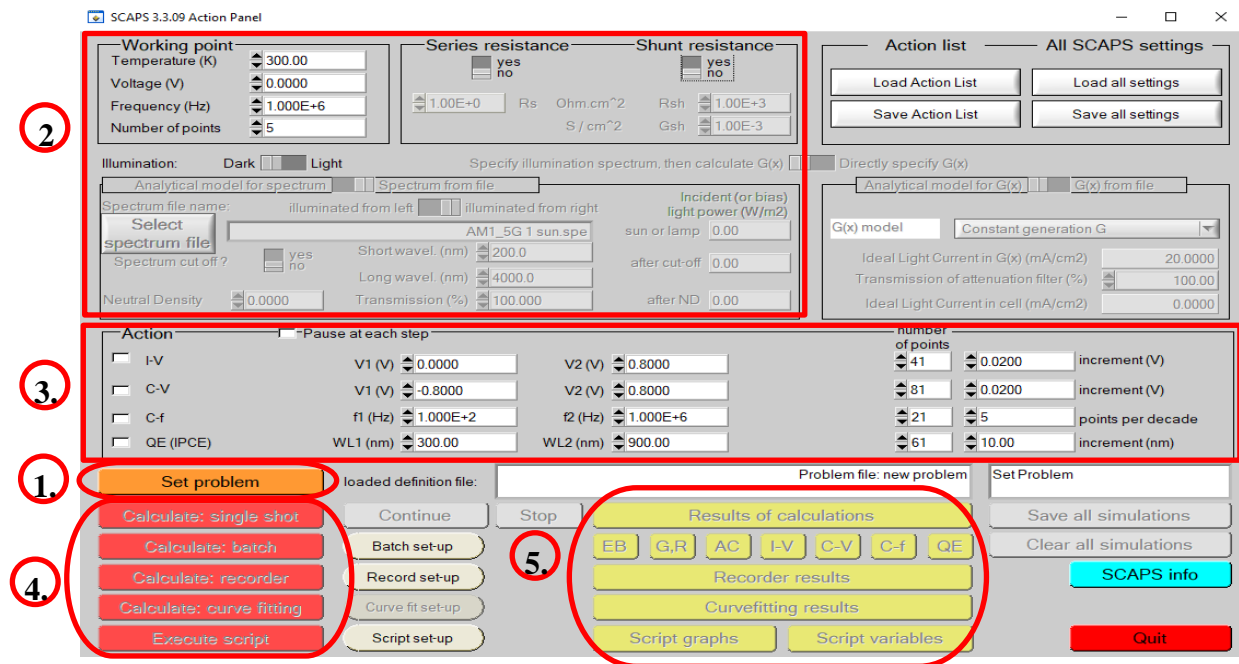 SCAPS 3.3.09 Action Panel
Working point
Temperature (K) 300.00
Voltage (V) 0.0000
Frequency (Hz) 1.000E+6
Number of points 5
Series resistance
yes
no
Shunt resistance
yes
no
1.00E+0 Rs Ohm.cm^2 Rsh 1.00E+3
S / cm^2 Gsh 1.00E-3
Action list
Load Action List
Save Action List
All SCAPS settings
Load all settings
Save all settings
2
Illumination: Dark Light
Specify illumination spectrum, then calculate G(x) Directly specify G(x)
Analytical model for spectrum Spectrum from file
Spectrum file name: illuminated from left illuminated from right
Incident (or bias)
light power (W/m2)
Select
spectrum file
AM1_5G 1 sun.spe
sun or lamp 0.00
Spectrum cut off ? yes
no
Short wavel. (nm) 200.0
Long wavel. (nm) 4000.0
after cut-off 0.00
Neutral Density 0.0000
Transmission (%) 100.000
after ND 0.00
Analytical model for G(x) G(x) from file
G(x) model Constant generation G
Ideal Light Current in G(x) (mA/cm2) 20.0000
Transmission of attenuation filter (%) 100.00
Ideal Light Current in cell (mA/cm2) 0.0000
3.
Action
Pause at each step
number
of points
I-V V1 (V) 0.0000 V2 (V) 0.8000 41 0.0200 increment (V)
C-V V1 (V) -0.8000 V2 (V) 0.8000 81 0.0200 increment (V)
C-f f1 (Hz) 1.000E+2 f2 (Hz) 1.000E+6 21 5 points per decade
QE (IPCE) WL1 (nm) 300.00 WL2 (nm) 900.00 61 10.00 increment (nm)
1.
Set problem
loaded definition file:
Problem file: new problem
Set Problem
4.
Calculate: single shot
Continue
Stop
Results of calculations
Save all simulations
Calculate: batch
Batch set-up
5.
EB G,R AC I-V C-V C-f QE
Clear all simulations
Calculate: recorder
Record set-up
Recorder results
SCAPS info
Calculate: curve fitting
Curve fit set-up
Curvefitting results
Execute script
Script set-up
Script graphs
Script variables
Quit